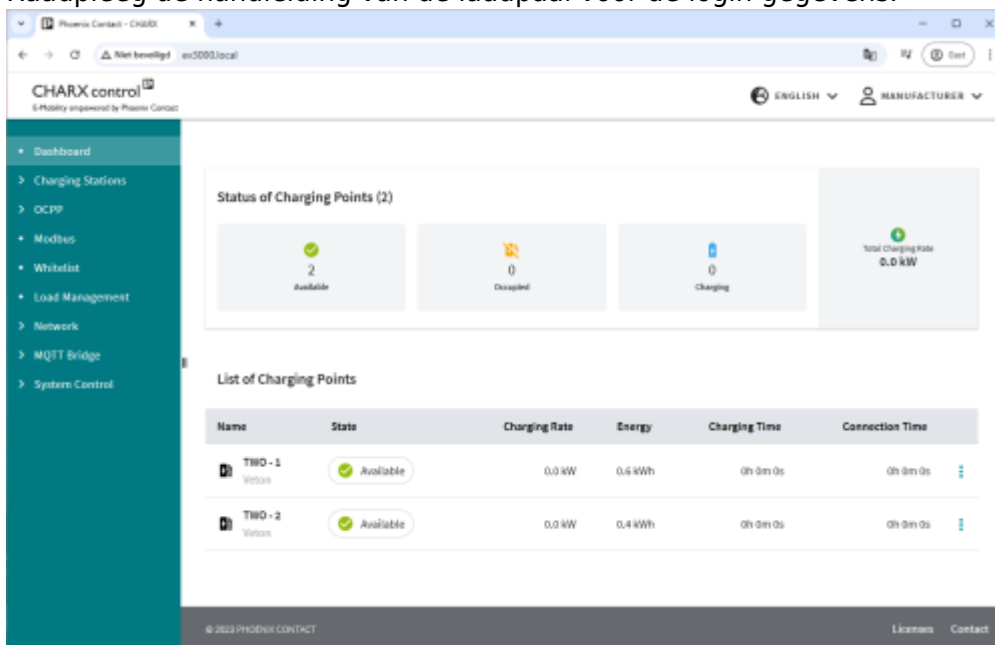 Raadpleeg de handleiding van de laadpaal voor de login gegevens.
Phoenix Contact - CHARX
Niet beveiligd ev3000.local
CHARX control
E-Mobility empowered by Phoenix Contact
ENGLISH MANUFACTURER
Dashboard
Charging Stations
OCPP
Modbus
Whitelist
Load Management
Network
MQTT Bridge
System Control
Status of Charging Points (2)
2
Available
0
Occupied
0
Charging
Total Charging Rate
0.0 kW
List of Charging Points
Name State Charging Rate Energy Charging Time Connection Time
TWO - 1
Veton
Available 0.0 kW 0.6 kWh 0h 0m 0s 0h 0m 0s
TWO - 2
Veton
Available 0.0 kW 0.4 kWh 0h 0m 0s 0h 0m 0s
© 2023 PHOENIX CONTACT Licenses Contact